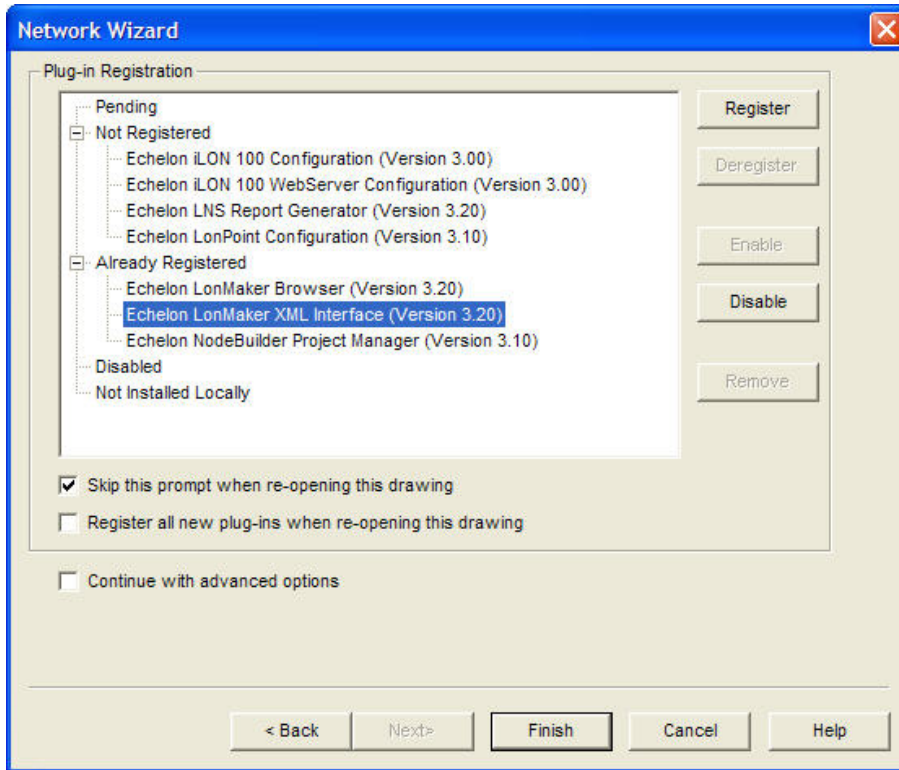 Network Wizard
Plug-in Registration
Pending
Not Registered
Echelon iLON 100 Configuration (Version 3.00)
Echelon iLON 100 WebServer Configuration (Version 3.00)
Echelon LNS Report Generator (Version 3.20)
Echelon LonPoint Configuration (Version 3.10)
Already Registered
Echelon LonMaker Browser (Version 3.20)
Echelon LonMaker XML Interface (Version 3.20)
Echelon NodeBuilder Project Manager (Version 3.10)
Disabled
Not Installed Locally
Register
Deregister
Enable
Disable
Remove
Skip this prompt when re-opening this drawing
Register all new plug-ins when re-opening this drawing
Continue with advanced options
< Back
Next>
Finish
Cancel
Help